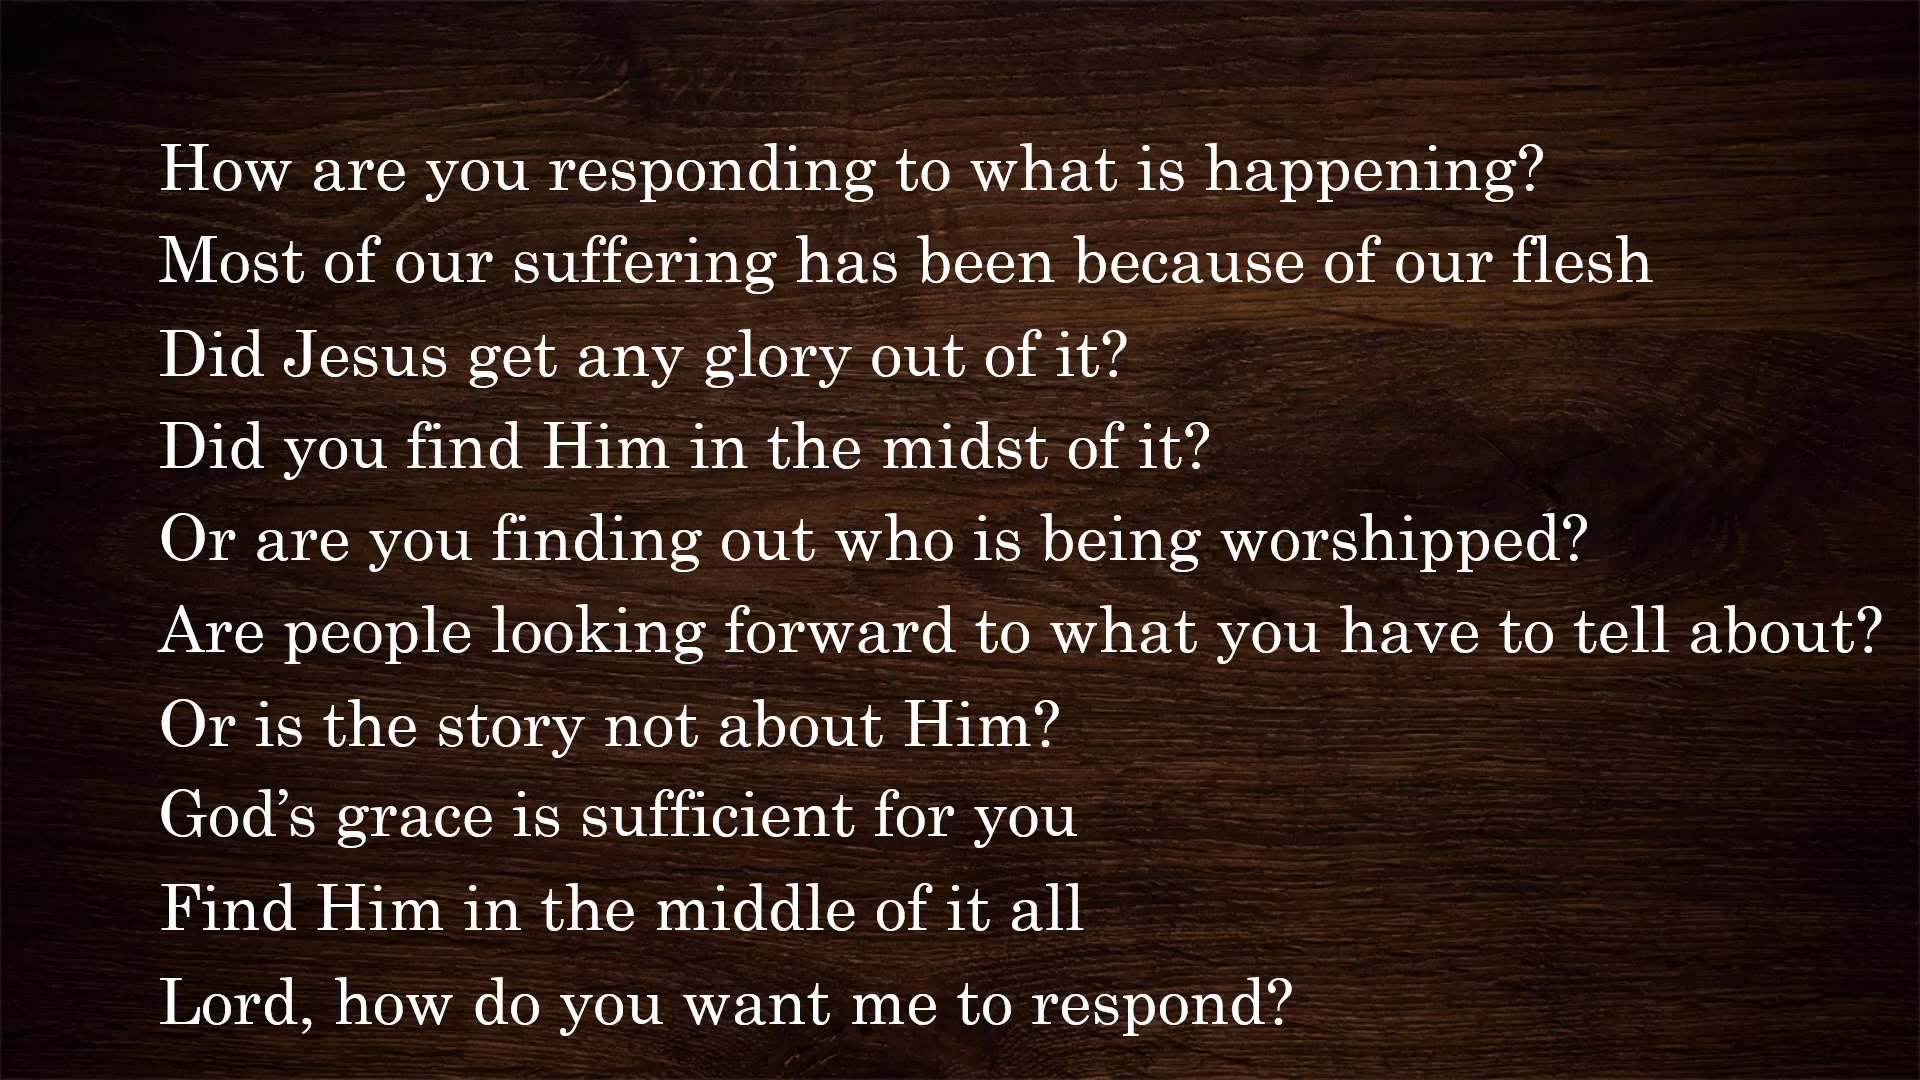 How are you responding to what is happening?
Most of our suffering has been because of our flesh
Did Jesus get any glory out of it?
Did you find Him in the midst of it?
Or are you finding out who is being worshipped?
Are people looking forward to what you have to tell about?
Or is the story not about Him?
God’s grace is sufficient for you
Find Him in the middle of it all
Lord, how do you want me to respond?